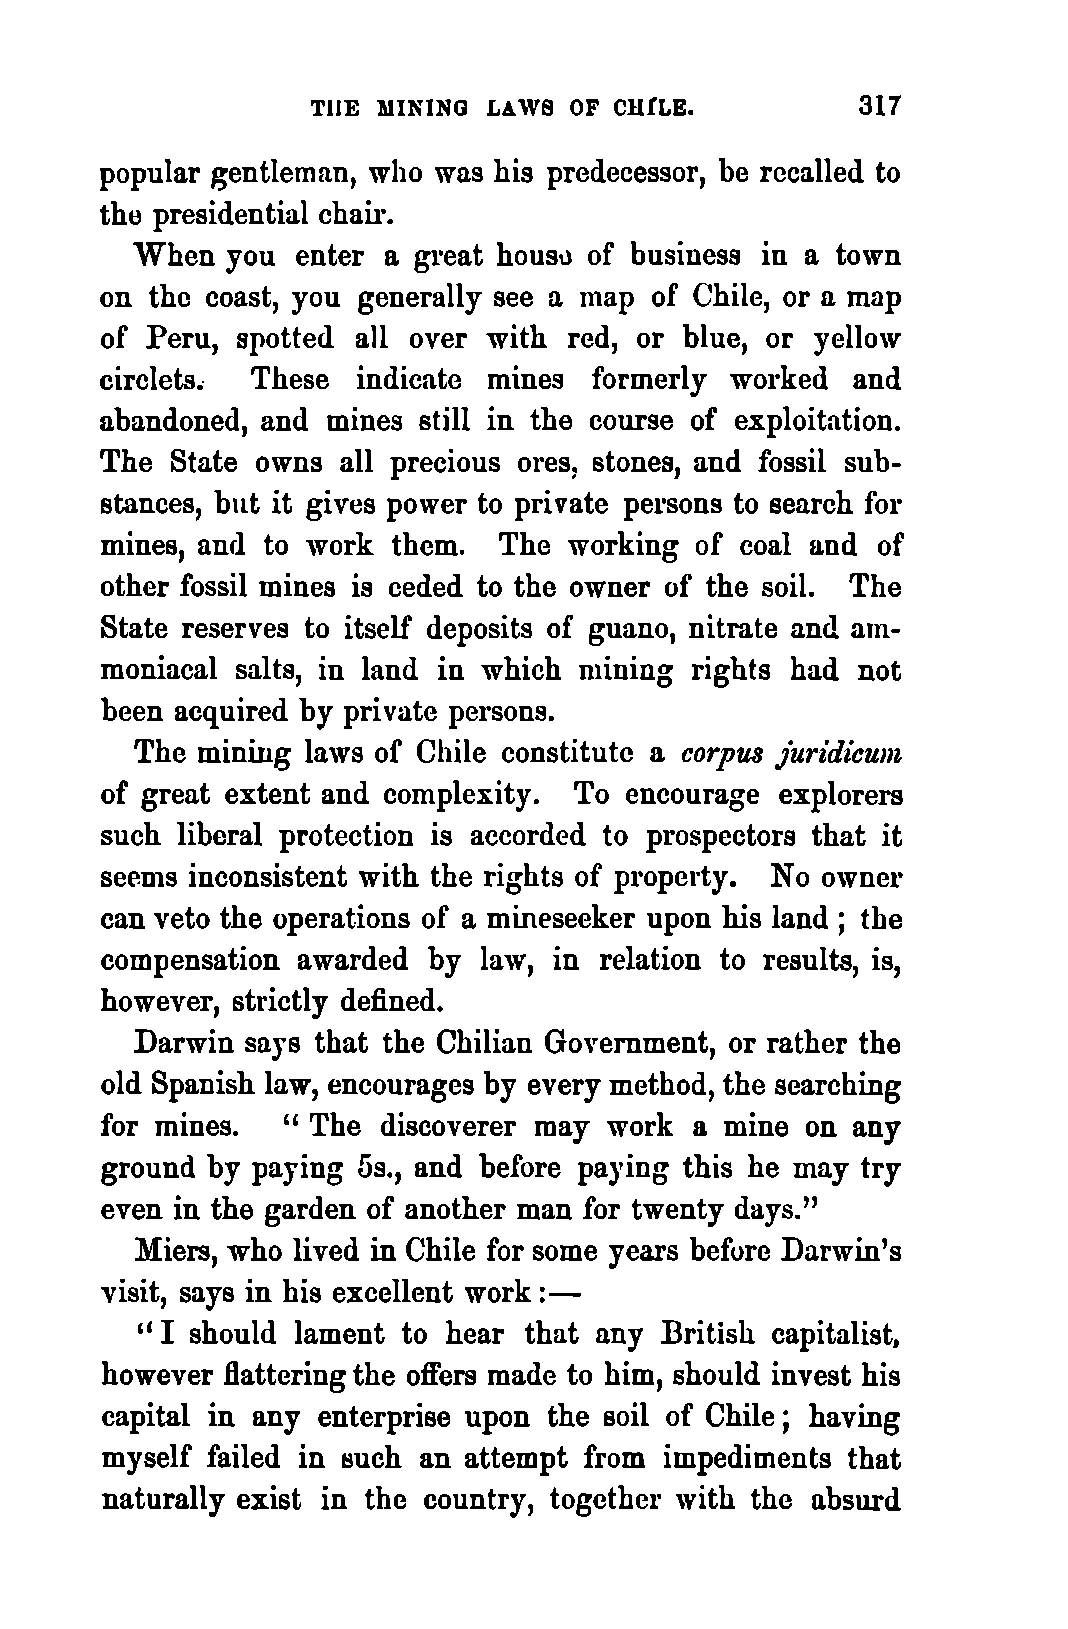 THE MINING LAWS OF CHILE. 317
popular gentleman, who was his predecessor, be recalled to
the presidential chair.
When you enter a great house of business in a town
on the coast, you generally see a map of Chile, or a map
of Peru, spotted all over with red, or blue, or yellow
circlets. These indicate mines formerly worked and
abandoned, and mines still in the course of exploitation.
The State owns all precious ores, stones, and fossil sub-
stances, but it gives power to private persons to search for
mines, and to work them. The working of coal and of
other fossil mines is ceded to the owner of the soil. The
State reserves to itself deposits of guano, nitrate and am-
moniacal salts, in land in which mining rights had not
been acquired by private persons.
The mining laws of Chile constitute a corpus juridicum
of great extent and complexity. To encourage explorers
such liberal protection is accorded to prospectors that it
seems inconsistent with the rights of property. No owner
can veto the operations of a mineseeker upon his land ; the
compensation awarded by law, in relation to results, is,
however, strictly defined.
Darwin says that the Chilian Government, or rather the
old Spanish law, encourages by every method, the searching
for mines. “ The discoverer may work a mine on any
ground by paying 5s., and before paying this he may try
even in the garden of another man for twenty days.”
Miers, who lived in Chile for some years before Darwin’s
visit, says in his excellent work :—
“ I should lament to hear that any British capitalist,
however flattering the offers made to him, should invest his
capital in any enterprise upon the soil of Chile ; having
myself failed in such an attempt from impediments that
naturally exist in the country, together with the absurd